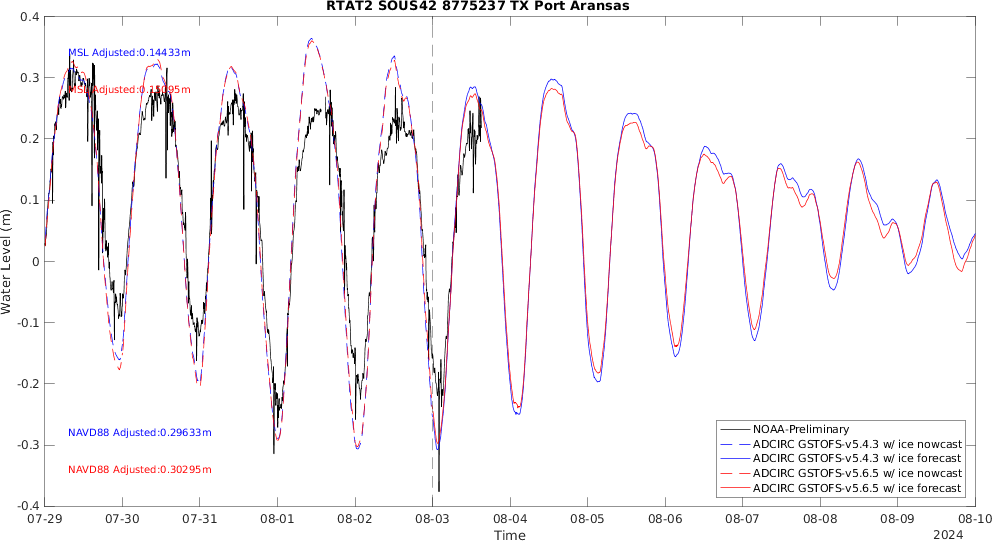 RTAT2 SOUS42 8775237 TX Port Aransas
Water Level (m)
0.4
0.3
0.2
0.1
0
-0.1
-0.2
-0.3
-0.4
MSL Adjusted:0.14433m
MSL Adjusted:0.15095m
NAVD88 Adjusted:0.29633m
NAVD88 Adjusted:0.30295m
NOAA-Preliminary
ADCIRC GSTOFS-v5.4.3 w/ ice nowcast
ADCIRC GSTOFS-v5.4.3 w/ ice forecast
ADCIRC GSTOFS-v5.6.5 w/ ice nowcast
ADCIRC GSTOFS-v5.6.5 w/ ice forecast
07-29 07-30 07-31 08-01 08-02 08-03 08-04 08-05 08-06 08-07 08-08 08-09 08-10
Time
2024